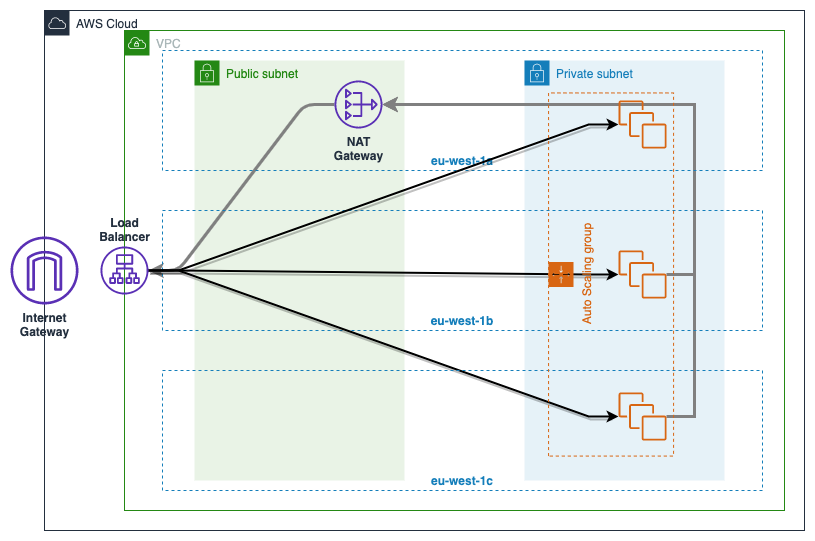 AWS Cloud
VPC
Public subnet
Private subnet
NAT
Gateway
eu-west-1a
Load
Balancer
Auto Scaling group
Internet
Gateway
eu-west-1b
eu-west-1c